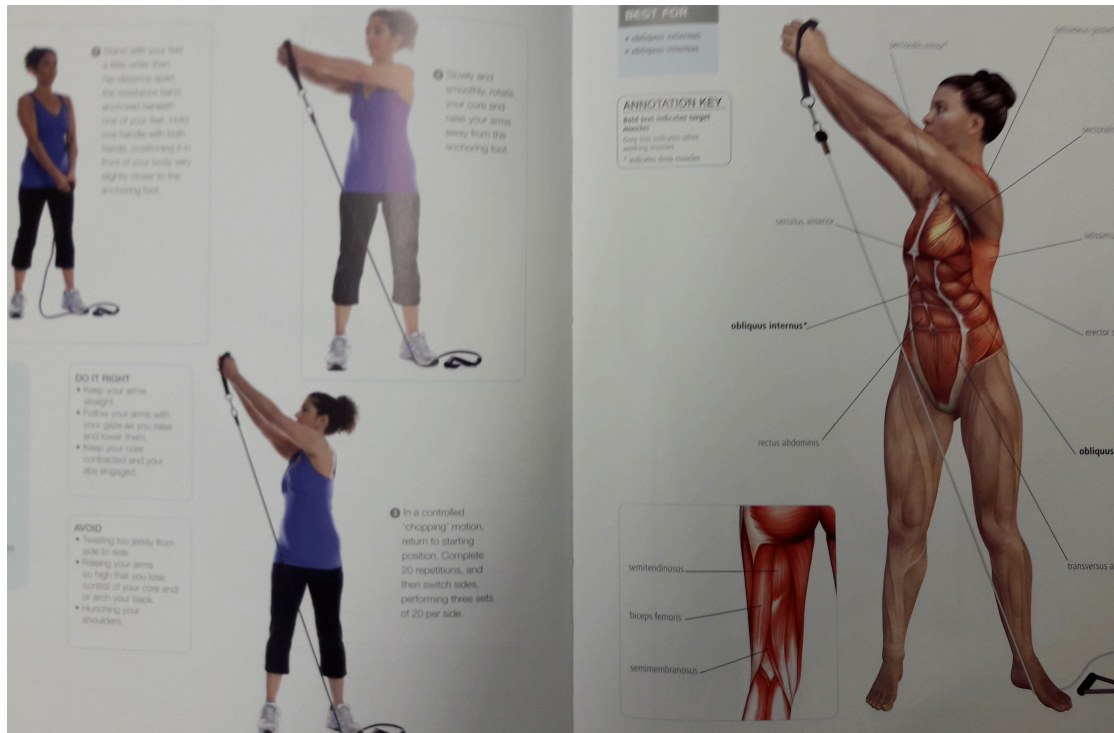 Stand with your feet
a little wider than
hip-distance apart,
the resistance band
anchored beneath
one of your feet. Hold
one handle with both
hands, positioning it in
front of your body very
slightly closer to the
anchoring foot.
2 Slowly and
smoothly, rotate
your core and
raise your arms
away from the
anchoring foot.
DO IT RIGHT
• Keep your arms
straight.
• Follow your arms with
your gaze as you raise
and lower them.
• Keep your core
contracted and your
abs engaged.
AVOID
• Twisting too jerkily from
side to side.
• Raising your arms
so high that you lose
control of your core and/
or arch your back.
• Hunching your
shoulders.
3 In a controlled
'chopping' motion,
return to starting
position. Complete
20 repetitions, and
then switch sides,
performing three sets
of 20 per side.
BEST FOR
• obliquus externus
• obliquus internus
ANNOTATION KEY
Bold text indicates target
muscles
Grey text indicates other
working muscles
* indicates deep muscles
pectoralis minor*
deltoideus
serratus anterior
obliquus internus*
rectus abdominis
erector s
obliquus
transversus a
semitendinosus
biceps femoris
semimembranosus